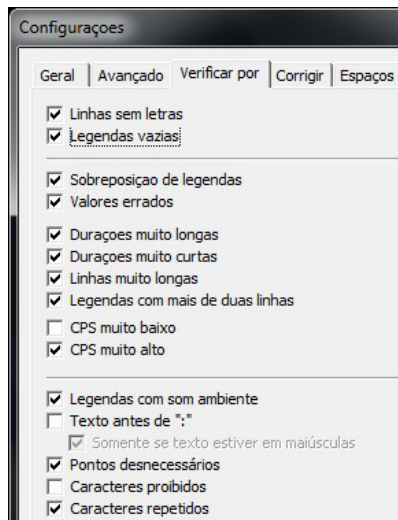 Configuraçoes
Geral Avançado Verificar por Corrigir Espaços
Linhas sem letras
Legendas vazias
Sobreposiçao de legendas
Valores errados
Duraçoes muito longas
Duraçoes muito curtas
Linhas muito longas
Legendas com mais de duas linhas
CPS muito baixo
CPS muito alto
Legendas com som ambiente
Texto antes de ":"
Somente se texto estiver em maiúsculas
Pontos desnecessários
Caracteres proibidos
Caracteres repetidos